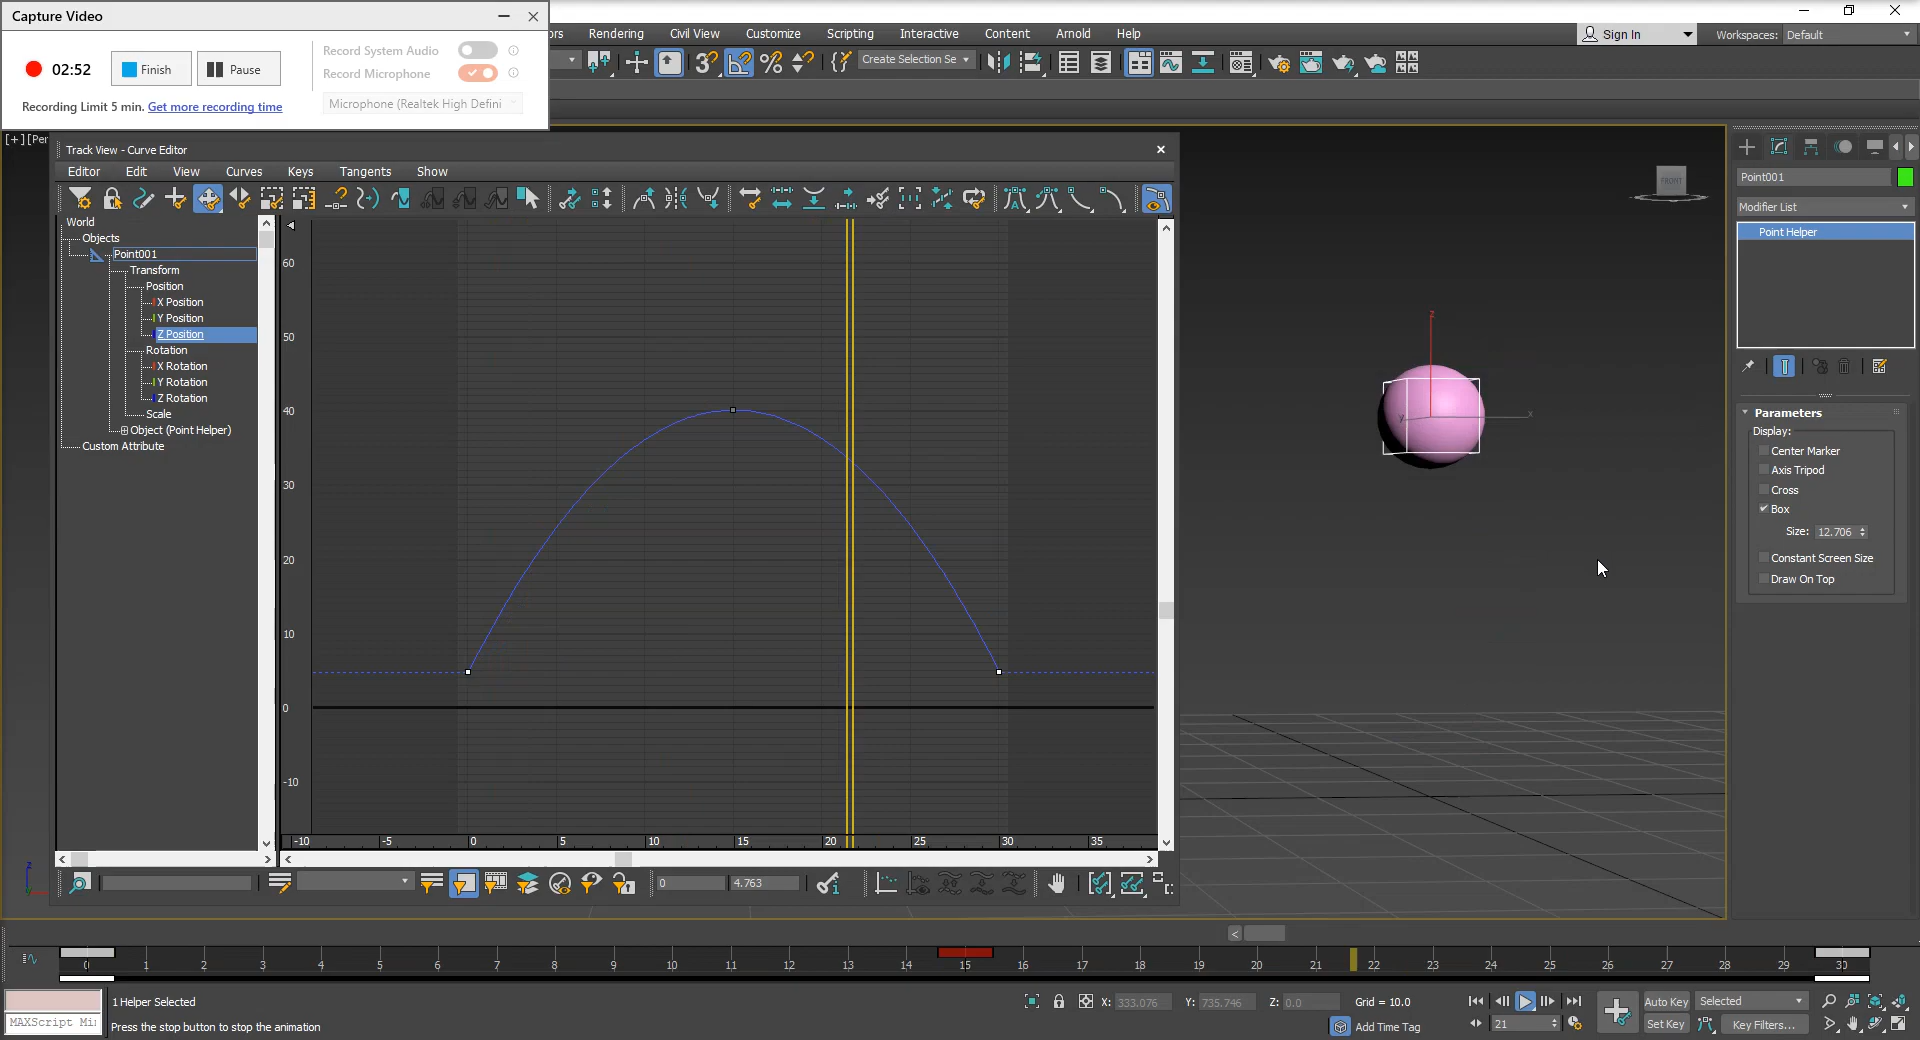 Capture Video
02:52
Finish
Pause
Record System Audio
Record Microphone
Microphone (Realtek High Defini
Recording Limit 5 min. Get more recording time
ors Rendering Civil View Customize Scripting Interactive Content Arnold Help
Sign In
Workspaces: Default
Create Selection Se
[+] [Per
Track View - Curve Editor
Editor Edit View Curves Keys Tangents Show
World
Objects
Point001
Transform
Position
X Position
Y Position
Z Position
Rotation
X Rotation
Y Rotation
Z Rotation
Scale
Object (Point Helper)
Custom Attribute
60
50
40
30
20
10
0
-10
-10 -5 0 5 10 15 20 25 30 35
0 4.763
z
x
y
FRONT
Point001
Modifier List
Point Helper
Parameters
Display:
Center Marker
Axis Tripod
Cross
Box
Size: 12.706
Constant Screen Size
Draw On Top
z
0 1 2 3 4 5 6 7 8 9 10 11 12 13 14 15 16 17 18 19 20 21 22 23 24 25 26 27 28 29 30
1 Helper Selected
X: 333.076 Y: 735.746 Z: 0.0 Grid = 10.0
Auto Key Selected
MAXScript Mi
Press the stop button to stop the animation
Add Time Tag
21
Set Key
Key Filters...